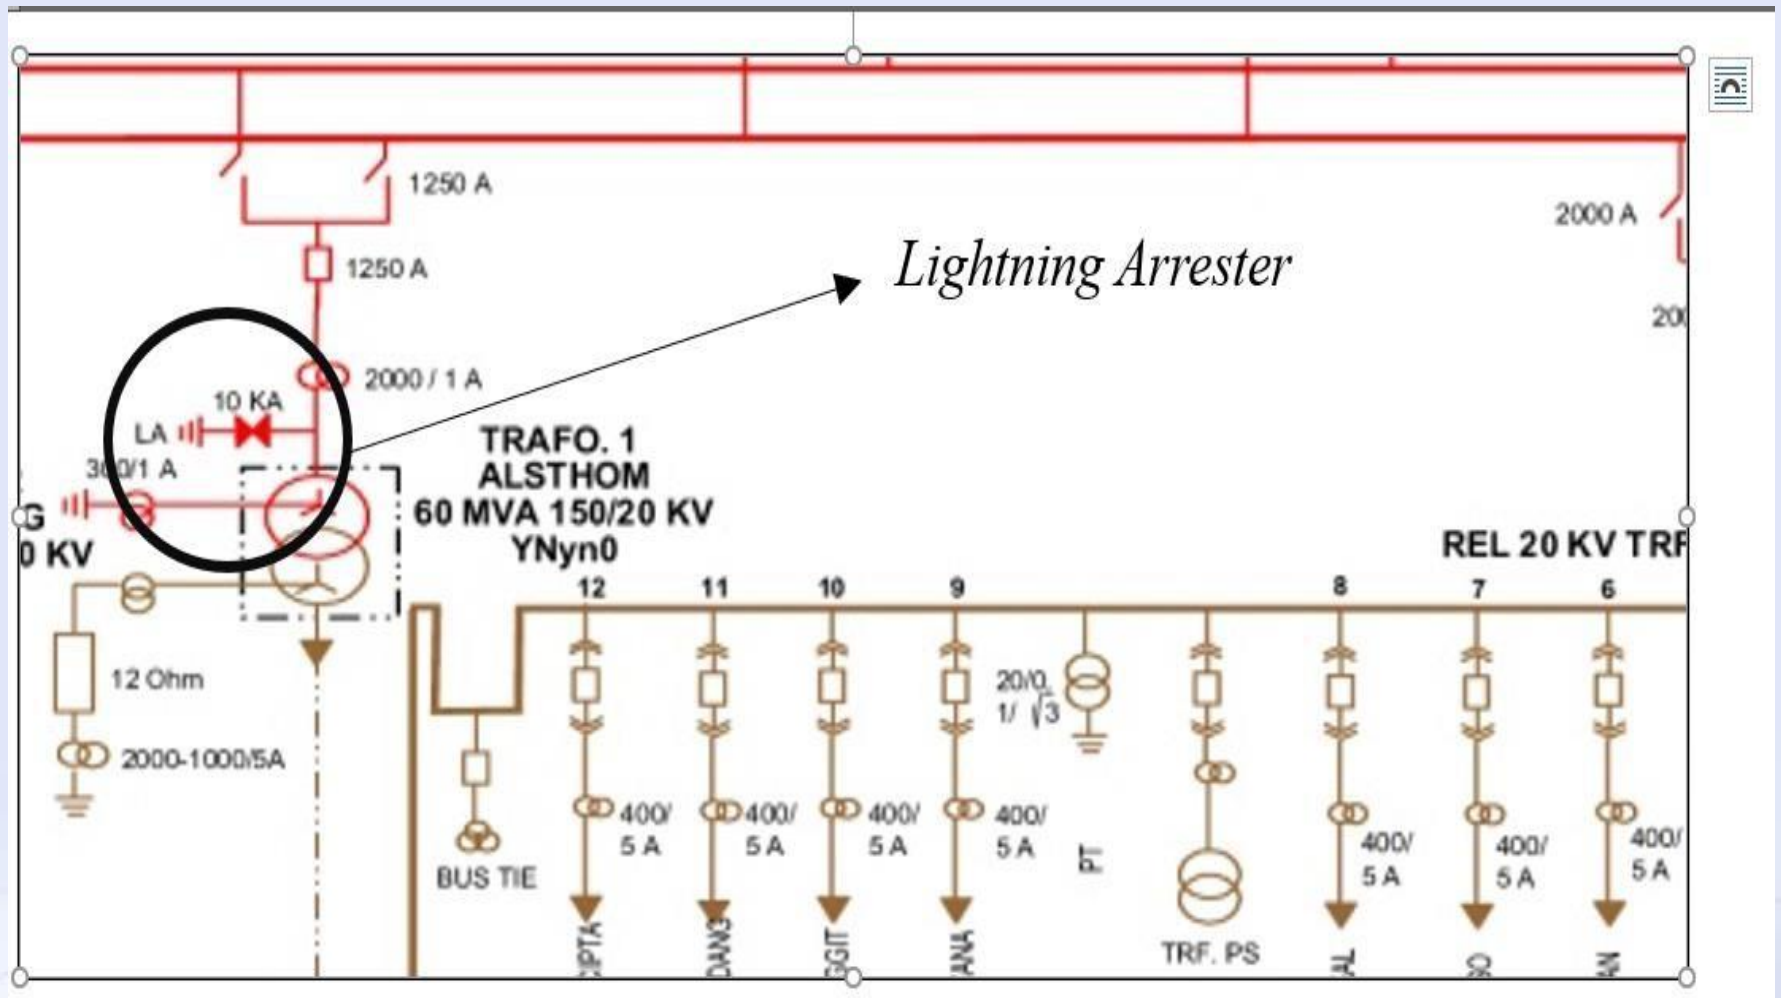 1250 A
2000 A
1250 A
Lightning Arrester
2000 / 1 A
10 KA
LA
TRAFO. 1
ALSTHOM
60 MVA 150/20 KV
YNyn0
G
0 KV
REL 20 KV
12
11
10
9
8
7
6
12 Ohm
2000-1000/5A
20/0
1/ √3
400/
5 A
400/
5 A
400/
5 A
400/
5 A
400/
5 A
400/
5 A
400/
5 A
PT
BUS TIE
TRF. PS